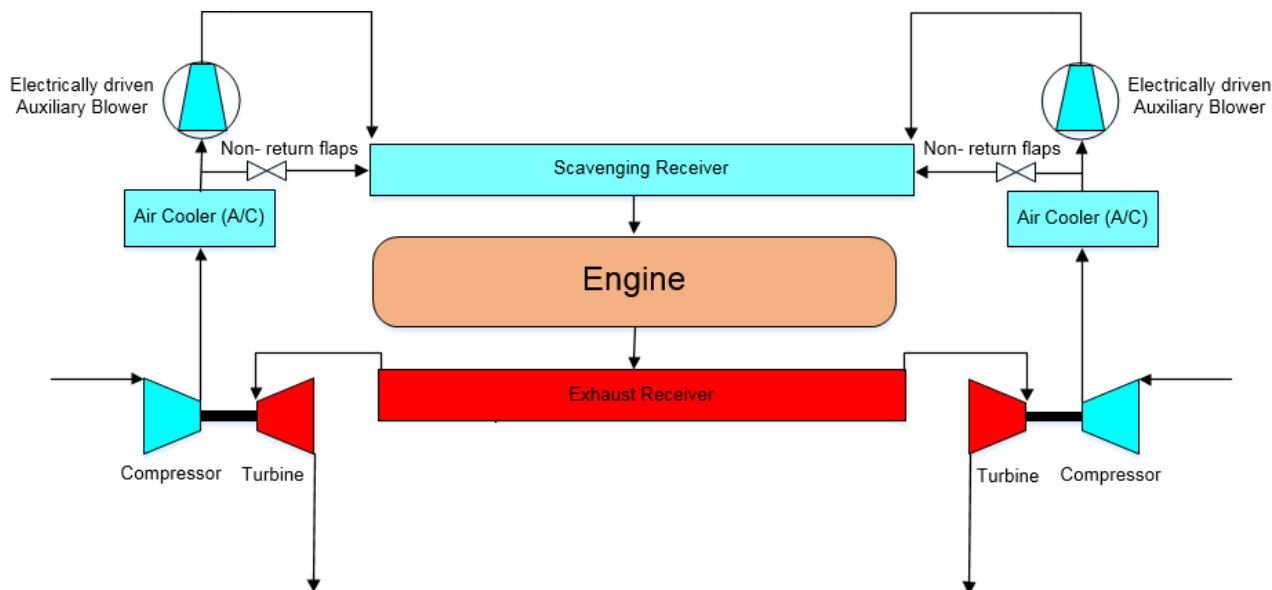 Electrically driven
Auxiliary Blower
Electrically driven
Auxiliary Blower
Non- return flaps
Non- return flaps
Scavenging Receiver
Air Cooler (A/C)
Air Cooler (A/C)
Engine
Exhaust Receiver
Compressor
Turbine
Turbine
Compressor